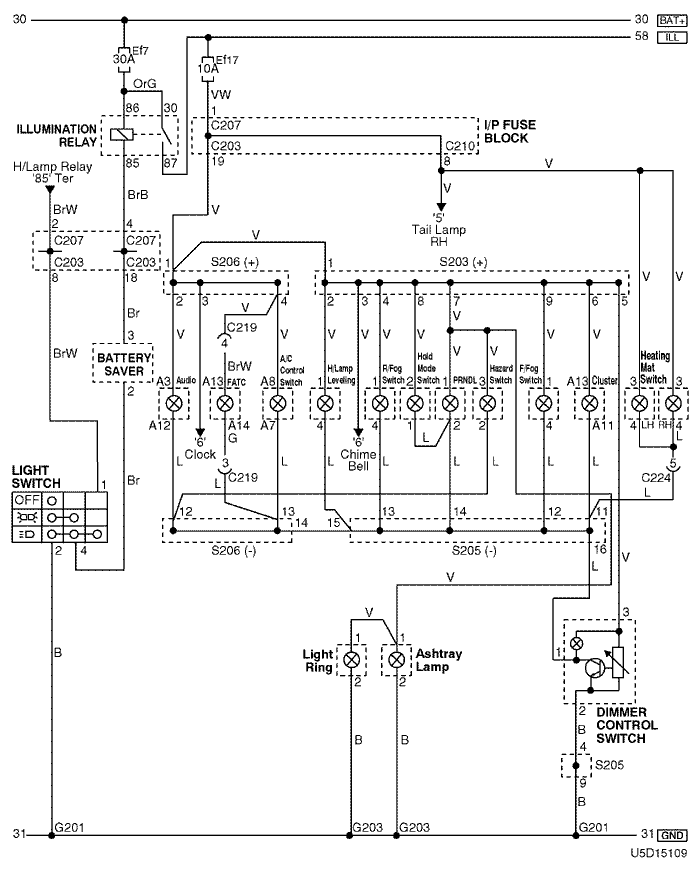 30
30 BAT+
58 ILL
Ef7
30A
Ef17
10A
OrG
VW
86
30
1
C207
I/P FUSE
BLOCK
ILLUMINATION
RELAY
C203
C210
85
87
19
8
V
H/Lamp Relay
'85' Ter
BrB
V
V
'5'
Tail Lamp
RH
BrW
2
4
V
V
C207
C207
C203
C203
8
18
1
S206 (+)
1
S203 (+)
2
3
4
2
3
4
8
7
9
6
5
V
V
V
Br
V
C219
4
V
V
V
V
V
V
V
V
V
3
BrW
BrW
BATTERY
SAVER
2
A3
Audio
A13
FATC
A8
A/C
Control
Switch
1
H/Lamp
Leveling
1
R/Fog
Switch
2
Hold
Mode
Switch
1
PRNDL
3
Hazard
Switch
1
F/Fog
Switch
A13
Cluster
Heating
Mat
Switch
3
3
A12
A14
A7
4
4
1
2
2
4
A11
4
LH
RH
4
G
'6'
Clock
'6'
Chime
Bell
L
L
L
3
C219
L
L
L
L
L
L
L
L
5
C224
L
LIGHT
SWITCH
1
OFF
Br
2
4
12
13
14
15
13
14
12
11
16
S206 (-)
S205 (-)
L
V
V
V
3
1
Light
Ring
1
1
Ashtray
Lamp
2
2
B
B
B
2
DIMMER
CONTROL
SWITCH
B
4
S205
9
B
31
G201
G203
G203
G201
31 GND
U5D15109